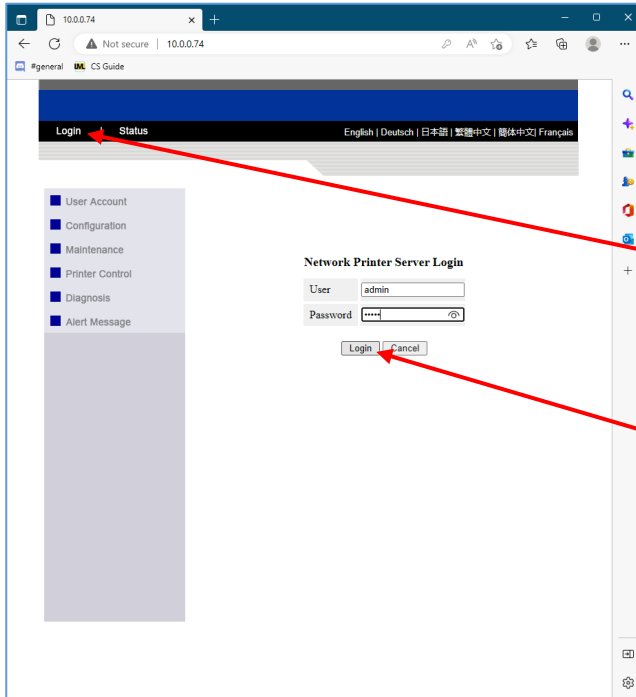 10.0.0.74
Not secure | 10.0.0.74
#general IML CS Guide
Login | Status English | Deutsch | 日本語 | 繁體中文 | 簡体中文| Français
User Account
Configuration
Maintenance
Printer Control
Diagnosis
Alert Message
Network Printer Server Login
User admin
Password •••••
Login Cancel